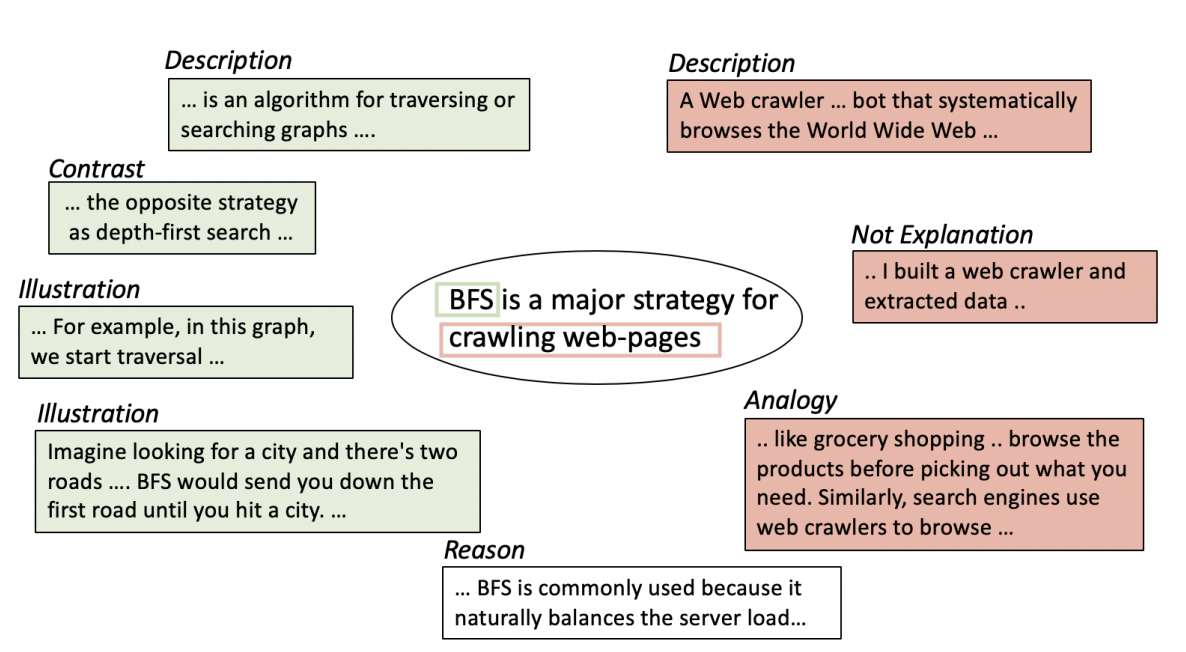 Description
... is an algorithm for traversing or
searching graphs ....
Contrast
... the opposite strategy
as depth-first search ...
Illustration
... For example, in this graph,
we start traversal ...
Illustration
Imagine looking for a city and there's two
roads .... BFS would send you down the
first road until you hit a city. ...
BFS is a major strategy for
crawling web-pages
Reason
... BFS is commonly used because it
naturally balances the server load...
Description
A Web crawler ... bot that systematically
browses the World Wide Web ...
Not Explanation
.. I built a web crawler and
extracted data ..
Analogy
.. like grocery shopping .. browse the
products before picking out what you
need. Similarly, search engines use
web crawlers to browse ...